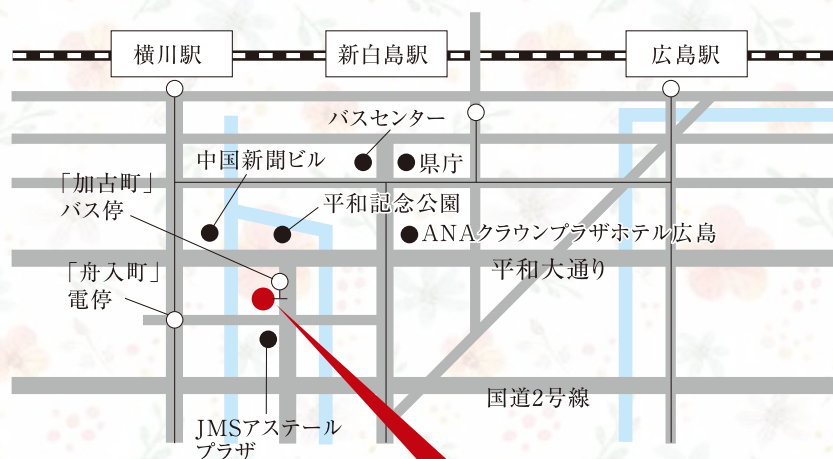 横川駅
新白島駅
広島駅
バスセンター
中国新聞ビル
県庁
「加古町」
バス停
平和記念公園
ANAクラウンプラザホテル広島
「舟入町」
電停
平和大通り
国道2号線
JMSアステール
プラザ